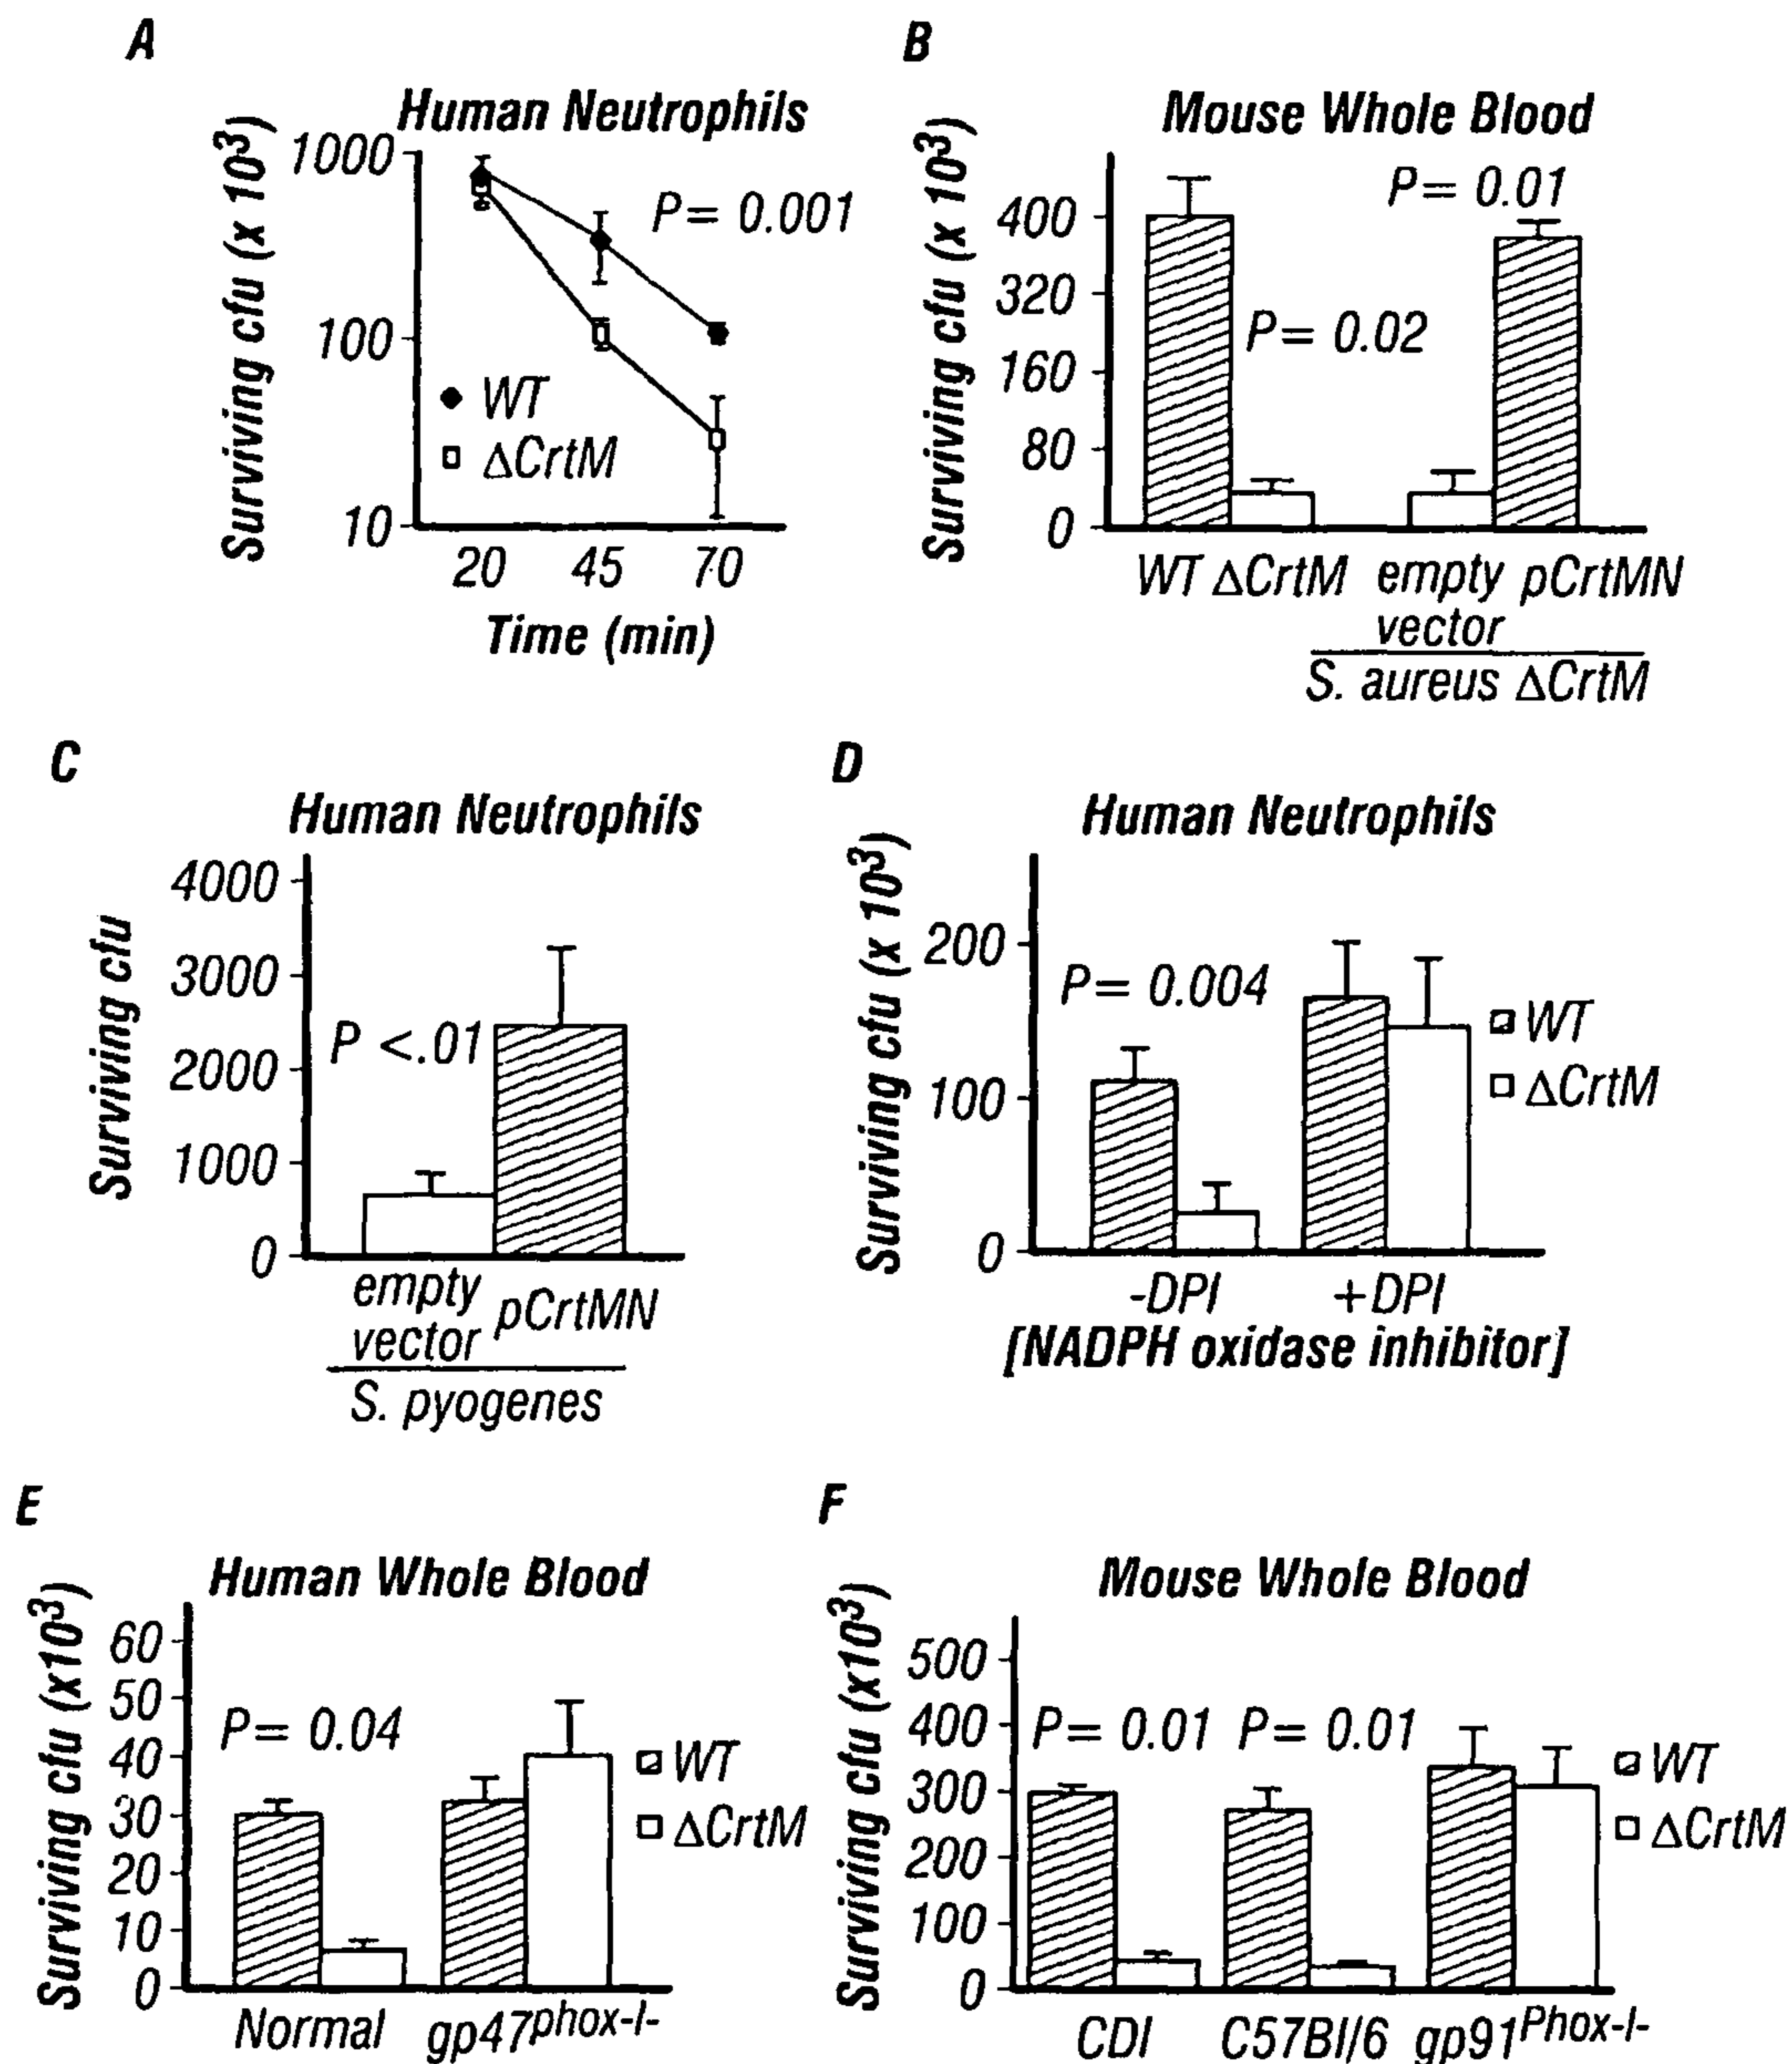 A
Human Neutrophils
Surviving cfu (x 10³)
1000
100
10
P= 0.001
WT
ΔCrtM
20 45 70
Time (min)
B
Mouse Whole Blood
Surviving cfu (x 10³)
400
320
160
80
0
P= 0.01
P= 0.02
WT ΔCrtM empty pCrtMN
vector
S. aureus ΔCrtM
C
Human Neutrophils
Surviving cfu
4000
3000
2000
1000
0
P <.01
empty
vector pCrtMN
S. pyogenes
D
Human Neutrophils
Surviving cfu (x 10³)
200
100
0
P= 0.004
WT
ΔCrtM
-DPI +DPI
[NADPH oxidase inhibitor]
E
Human Whole Blood
Surviving cfu (x10³)
60
50
40
30
20
10
0
P= 0.04
WT
ΔCrtM
Normal gp47phox-l-
F
Mouse Whole Blood
Surviving cfu (x10³)
500
400
300
200
100
0
P= 0.01 P= 0.01
WT
ΔCrtM
CDI C57Bl/6 gp91Phox-l-